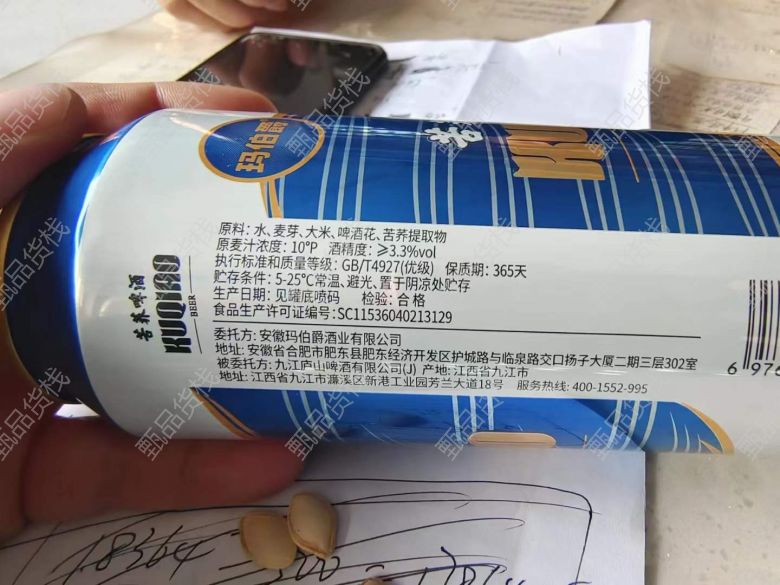 玛伯爵
苦
KU
苦荞啤酒
KUQIAO
BEER
原料: 水、麦芽、大米、啤酒花、苦荞提取物
原麦汁浓度: 10°P 酒精度: ≥3.3%vol
执行标准和质量等级: GB/T4927(优级) 保质期: 365天
贮存条件: 5-25°C常温、避光、置于阴凉处贮存
生产日期: 见罐底喷码 检验: 合格
食品生产许可证编号: SC11536040213129
委托方: 安徽玛伯爵酒业有限公司
地址: 安徽省合肥市肥东县肥东经济开发区护城路与临泉路交口扬子大厦二期三层302室
被委托方: 九江庐山啤酒有限公司(J) 产地: 江西省九江市
地址: 江西省九江市濂溪区新港工业园芳兰大道18号 服务热线: 400-1552-995
6 976
18364
300
甄品货栈